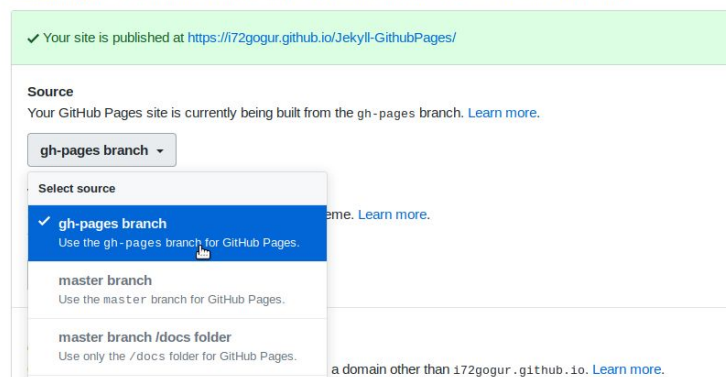 Your site is published at https://i72gogur.github.io/Jekyll-GithubPages/
Source
Your GitHub Pages site is currently being built from the gh-pages branch. Learn more.
gh-pages branch
Select source
gh-pages branch
Use the gh-pages branch for GitHub Pages.
eme. Learn more.
master branch
Use the master branch for GitHub Pages.
master branch /docs folder
Use only the /docs folder for GitHub Pages.
a domain other than i72gogur.github.io. Learn more.